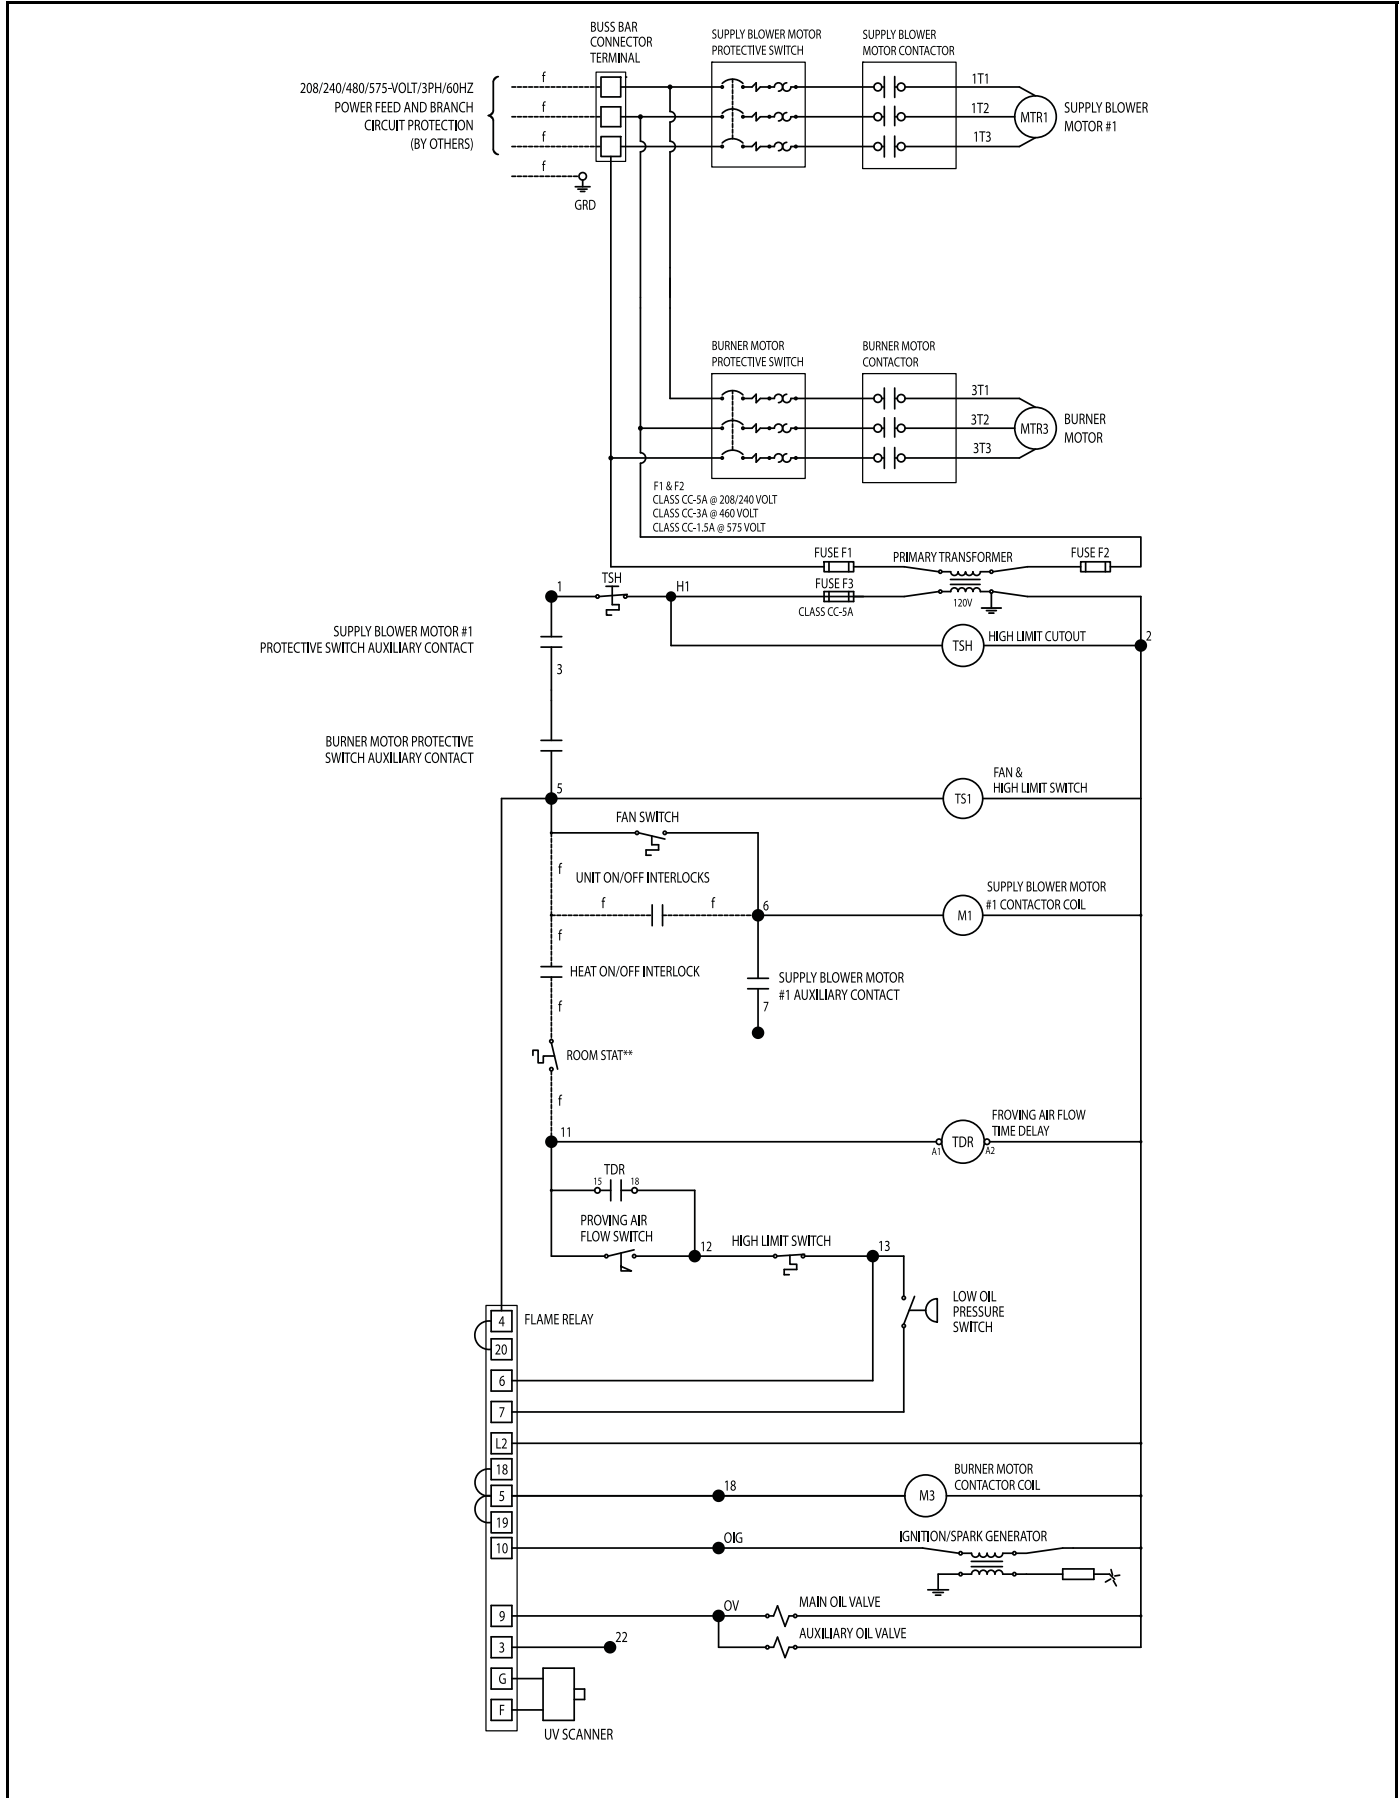 BUSS BAR
CONNECTOR
TERMINAL
SUPPLY BLOWER MOTOR
PROTECTIVE SWITCH
SUPPLY BLOWER
MOTOR CONTACTOR
208/240/480/575-VOLT/3PH/60HZ
POWER FEED AND BRANCH
CIRCUIT PROTECTION
(BY OTHERS)
f
f
f
f
GRD
1T1
1T2
1T3
MTR1
SUPPLY BLOWER
MOTOR #1
BURNER MOTOR
PROTECTIVE SWITCH
BURNER MOTOR
CONTACTOR
3T1
3T2
3T3
MTR3
BURNER
MOTOR
F1 & F2
CLASS CC-5A @ 208/240 VOLT
CLASS CC-3A @ 460 VOLT
CLASS CC-1.5A @ 575 VOLT
FUSE F1
PRIMARY TRANSFORMER
FUSE F2
1
TSH
H1
FUSE F3
CLASS CC-5A
120V
SUPPLY BLOWER MOTOR #1
PROTECTIVE SWITCH AUXILIARY CONTACT
TSH
HIGH LIMIT CUTOUT
2
3
BURNER MOTOR PROTECTIVE
SWITCH AUXILIARY CONTACT
5
TS1
FAN &
HIGH LIMIT SWITCH
FAN SWITCH
f
UNIT ON/OFF INTERLOCKS
f
f
6
M1
SUPPLY BLOWER MOTOR
#1 CONTACTOR COIL
f
HEAT ON/OFF INTERLOCK
SUPPLY BLOWER MOTOR
#1 AUXILIARY CONTACT
f
7
ROOM STAT**
f
11
A1
TDR
A2
FROVING AIR FLOW
TIME DELAY
TDR
15
18
PROVING AIR
FLOW SWITCH
12
HIGH LIMIT SWITCH
13
LOW OIL
PRESSURE
SWITCH
4
FLAME RELAY
20
6
7
L2
18
5
18
M3
BURNER MOTOR
CONTACTOR COIL
19
10
OIG
IGNITION/SPARK GENERATOR
9
OV
MAIN OIL VALVE
AUXILIARY OIL VALVE
3
22
G
F
UV SCANNER